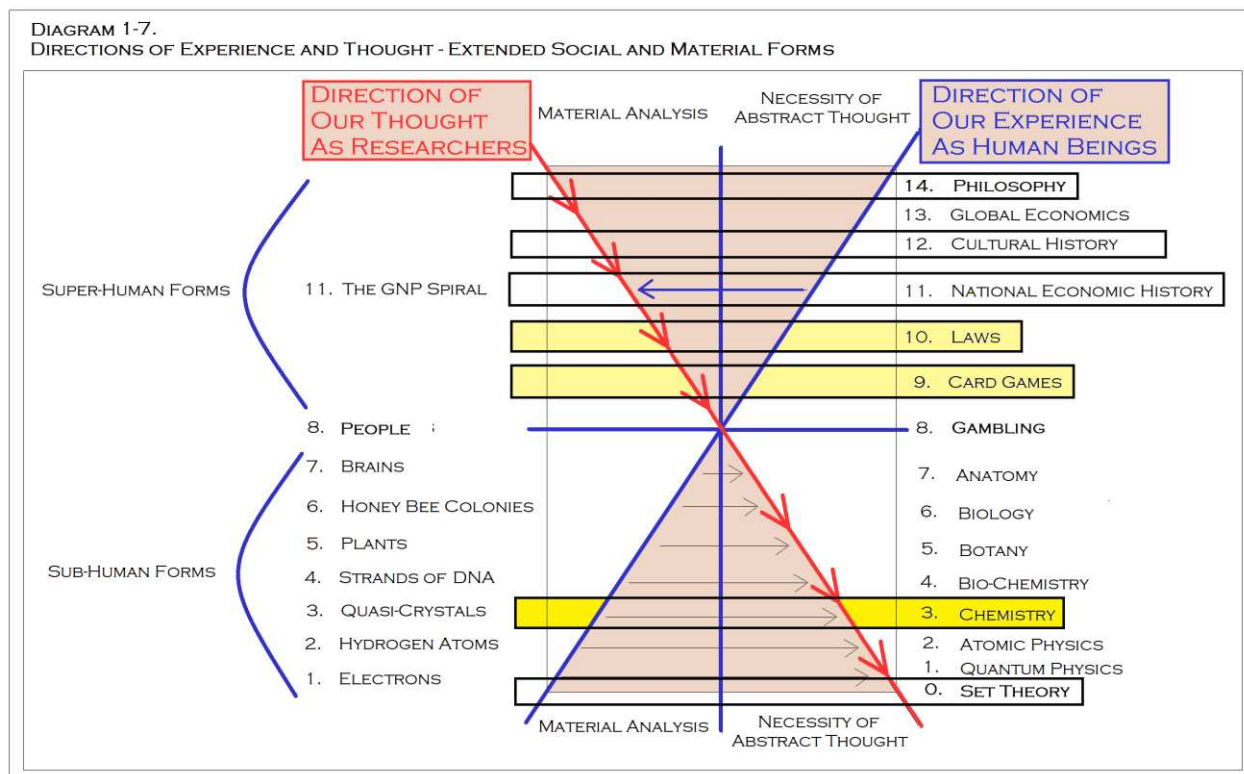 DIAGRAM 1-7.
DIRECTIONS OF EXPERIENCE AND THOUGHT - EXTENDED SOCIAL AND MATERIAL FORMS
DIRECTION OF
OUR THOUGHT
AS RESEARCHERS
MATERIAL ANALYSIS
NECESSITY OF
ABSTRACT THOUGHT
DIRECTION OF
OUR EXPERIENCE
AS HUMAN BEINGS
14. PHILOSOPHY
13. GLOBAL ECONOMICS
12. CULTURAL HISTORY
SUPER-HUMAN FORMS
11. THE GNP SPIRAL
11. NATIONAL ECONOMIC HISTORY
10. LAWS
9. CARD GAMES
8. PEOPLE
8. GAMBLING
7. BRAINS
7. ANATOMY
6. HONEY BEE COLONIES
6. BIOLOGY
5. PLANTS
5. BOTANY
SUB-HUMAN FORMS
4. STRANDS OF DNA
4. BIO-CHEMISTRY
3. QUASI-CRYSTALS
3. CHEMISTRY
2. HYDROGEN ATOMS
2. ATOMIC PHYSICS
1. ELECTRONS
1. QUANTUM PHYSICS
0. SET THEORY
MATERIAL ANALYSIS
NECESSITY OF
ABSTRACT THOUGHT